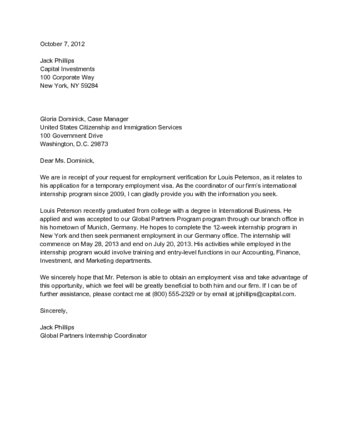 October 7, 2012
Jack Phillips
Capital Investments
100 Corporate Way
New York, NY 59284
Gloria Dominick, Case Manager
United States Citizenship and Immigration Services
100 Government Drive
Washington, D.C. 29873
Dear Ms. Dominick,
We are in receipt of your request for employment verification for Louis Peterson, as it relates to
his application for a temporary employment visa. As the coordinator of our firm's international
internship program since 2009, I can gladly provide you with the information you seek.
Louis Peterson recently graduated from college with a degree in International Business. He
applied and was accepted to our Global Partners Program program through our branch office in
his hometown of Munich, Germany. He hopes to complete the 12-week internship program in
New York and then seek permanent employment in our Germany office. The internship will
commence on May 28, 2013 and end on July 20, 2013. His activities while employed in the
internship program would involve training and entry-level functions in our Accounting, Finance,
Investment, and Marketing departments.
We sincerely hope that Mr. Peterson is able to obtain an employment visa and take advantage of
this opportunity, which we feel will be greatly beneficial to both him and our firm. If I can be of
further assistance, please contact me at (800) 555-2329 or by email at jphillips@capital.com.
Sincerely,
Jack Phillips
Global Partners Internship Coordinator